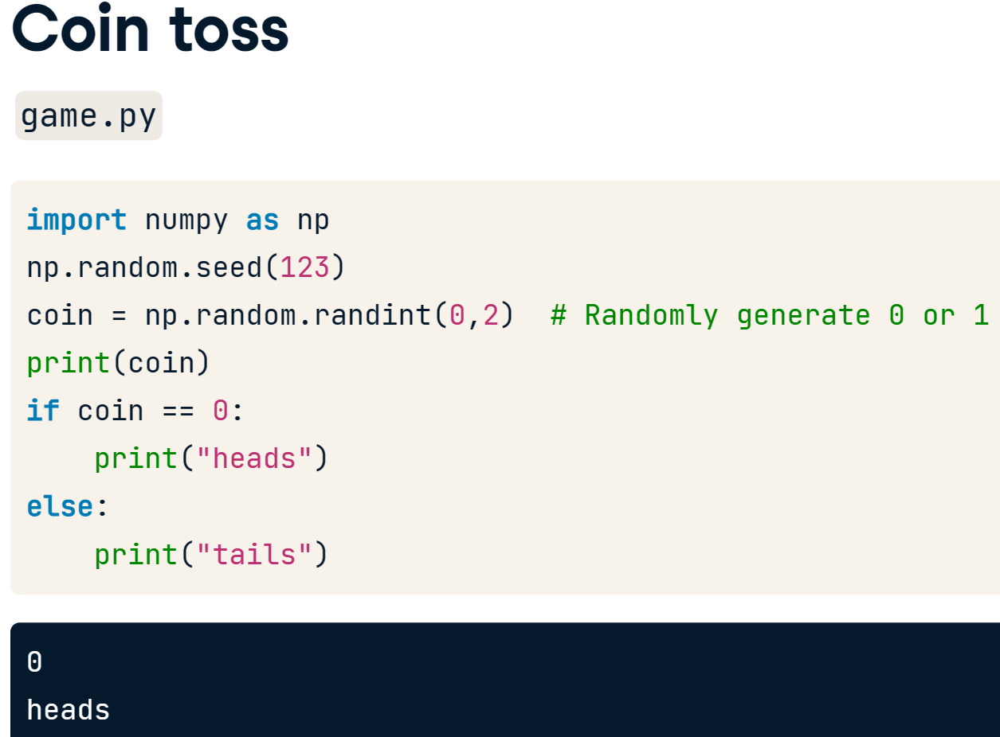 Coin toss
game.py
import numpy as np
np.random.seed(123)
coin = np.random.randint(0,2)  # Randomly generate 0 or 1
print(coin)
if coin == 0:
    print("heads")
else:
    print("tails")
0
heads